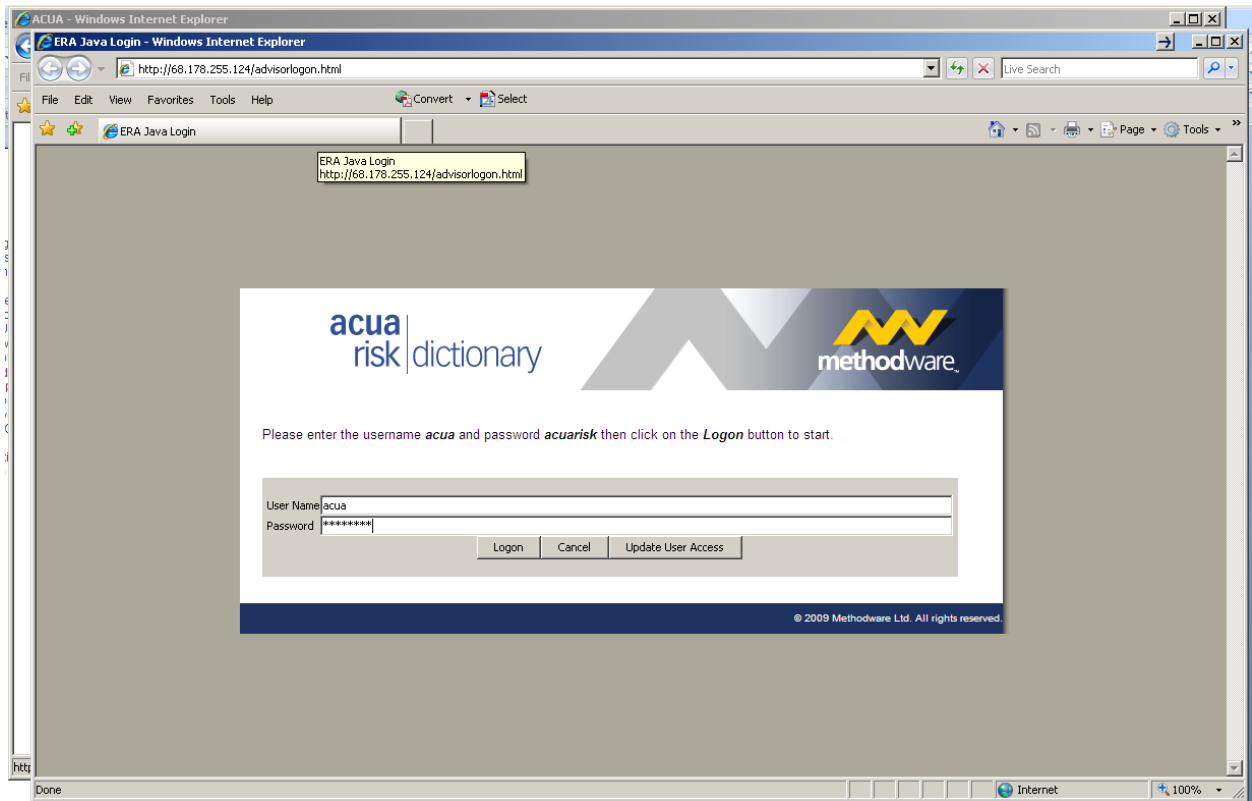 ACUA - Windows Internet Explorer
ERA Java Login - Windows Internet Explorer
http://68.178.255.124/advisorlogon.html
Live Search
File Edit View Favorites Tools Help Convert Select
ERA Java Login Page Tools »
ERA Java Login
http://68.178.255.124/advisorlogon.html
acua
risk dictionary
methodware™
Please enter the username acua and password acuarisk then click on the Logon button to start.
User Name acua
Password ********
Logon Cancel Update User Access
© 2009 Methodware Ltd. All rights reserved.
Done Internet 100%